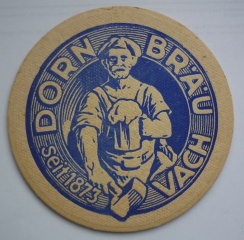 DORN BRÄU
VACH
seit 1873